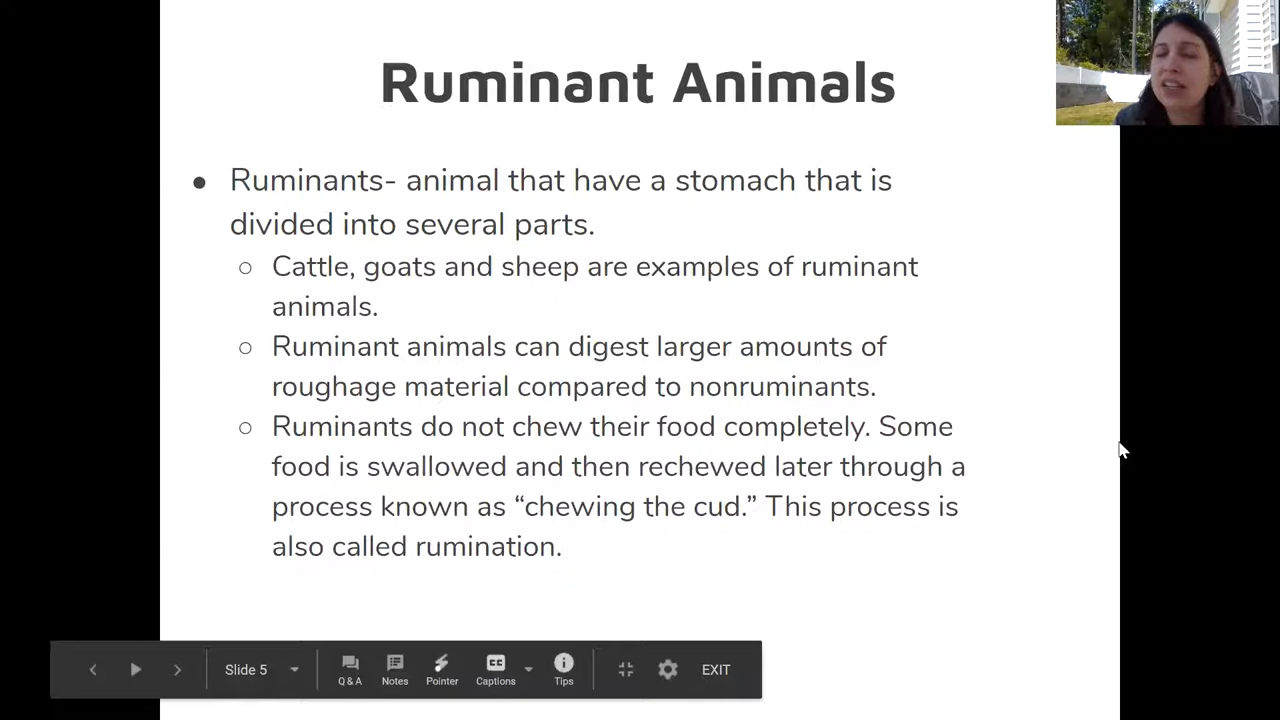 Ruminant Animals
● Ruminants- animal that have a stomach that is
divided into several parts.
○ Cattle, goats and sheep are examples of ruminant
animals.
○ Ruminant animals can digest larger amounts of
roughage material compared to nonruminants.
○ Ruminants do not chew their food completely. Some
food is swallowed and then rechewed later through a
process known as “chewing the cud.” This process is
also called rumination.
Slide 5
Q & A
Notes
Pointer
CC
Captions
Tips
EXIT